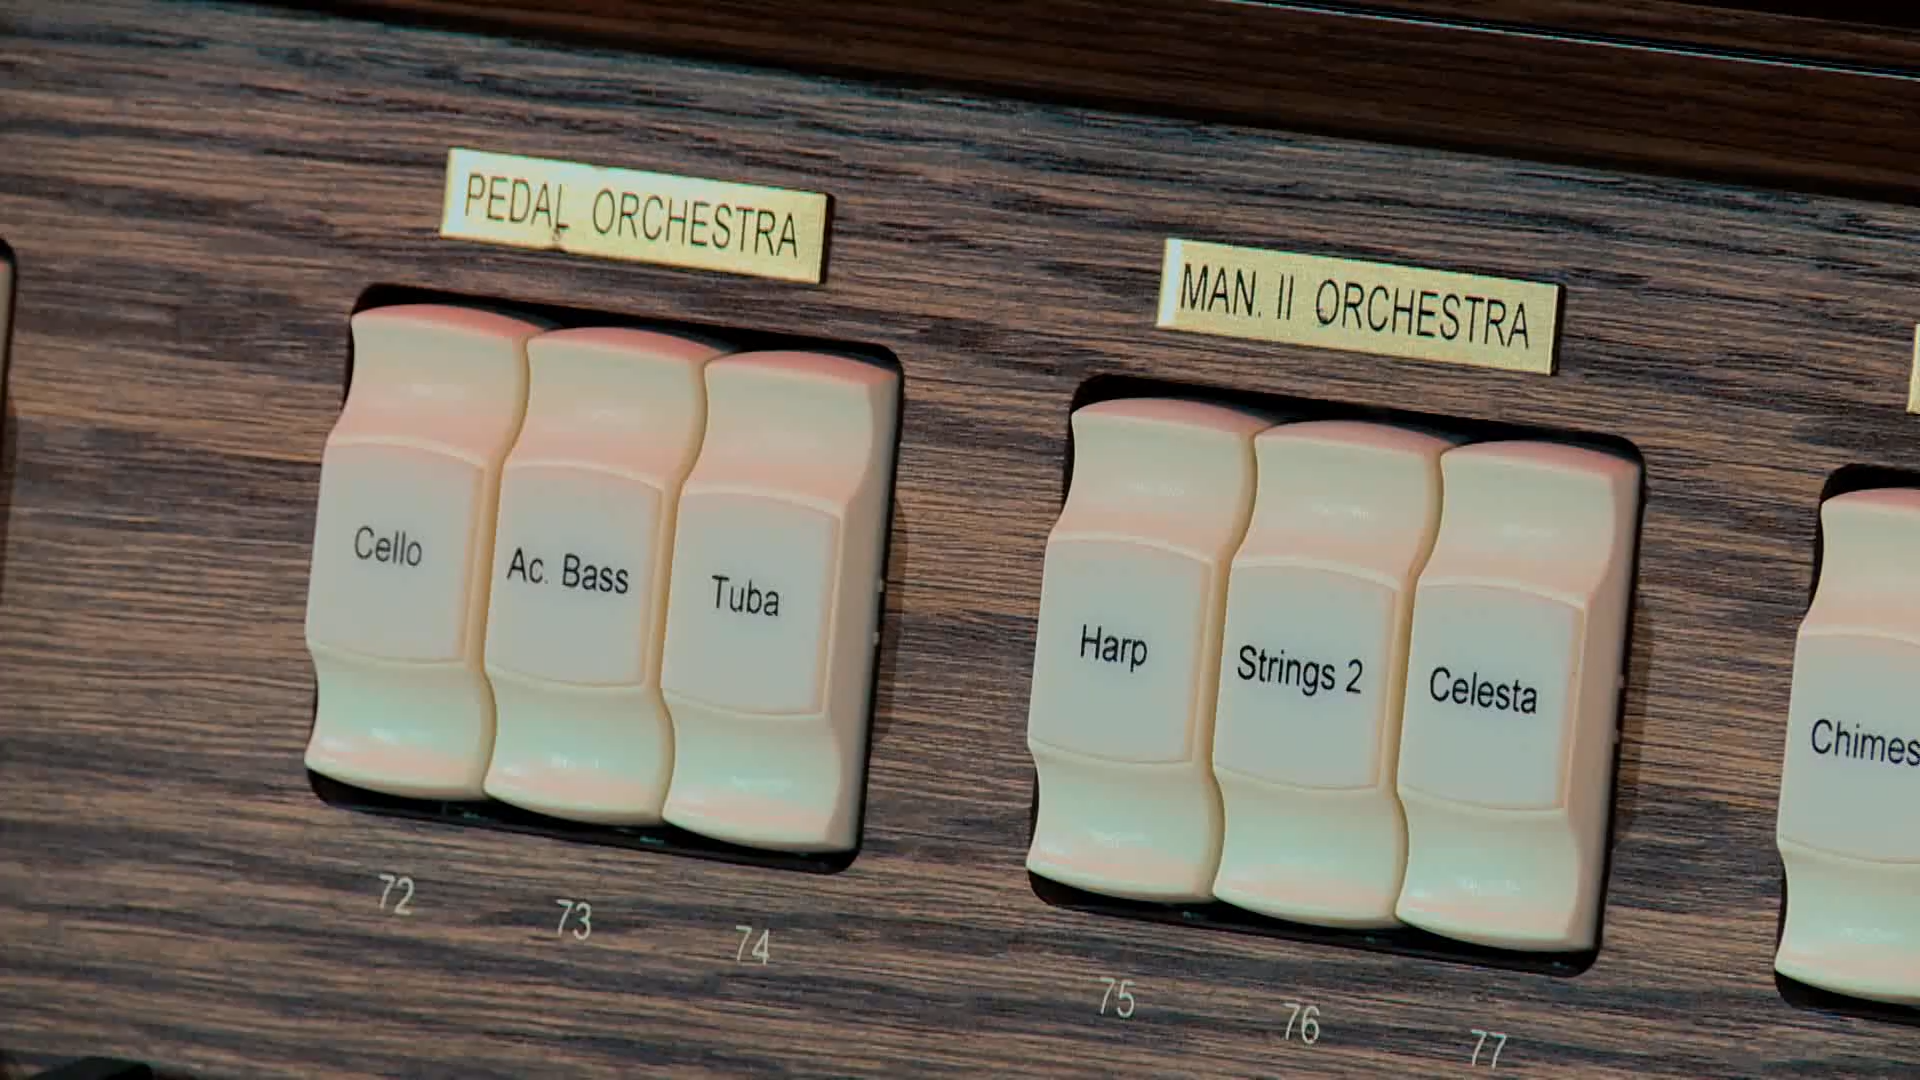 PEDAL ORCHESTRA
Cello
Ac. Bass
Tuba
72
73
74
MAN. II ORCHESTRA
Harp
Strings 2
Celesta
75
76
77
Chimes